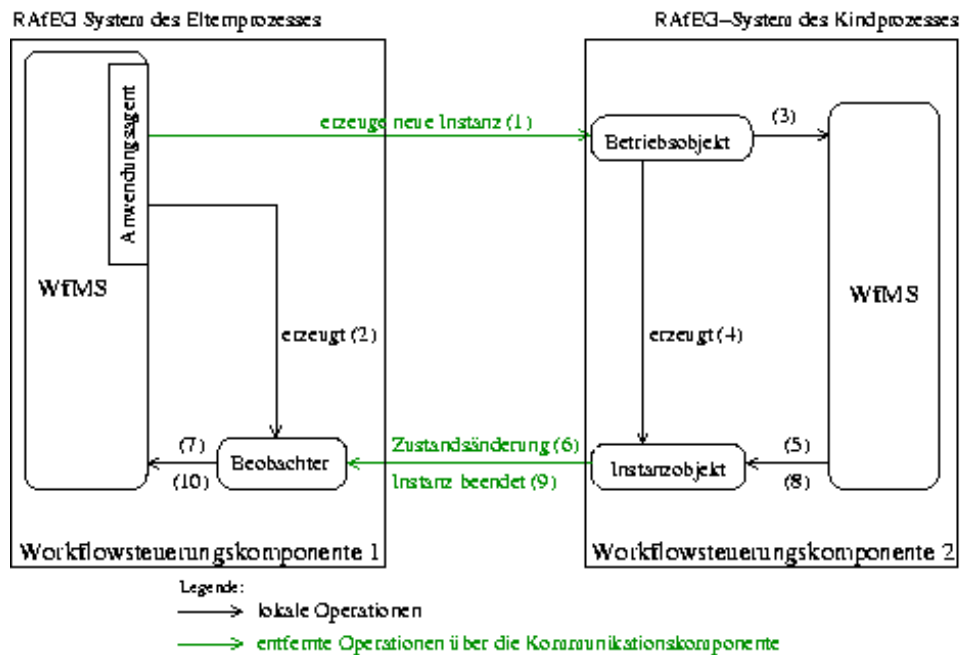 RAfEG System des Elternprozesses
RAfEG-System des Kindprozesses
Anwendungsagent
WfMS
erzeuge neue Instanz (1)
Betriebsobjekt
(3)
WfMS
erzeugt (2)
erzeugt (4)
(7)
Beobachter
(10)
Zustandsänderung (6)
Instanz beendet (9)
Instanzobjekt
(5)
(8)
Workflowsteuerungskomponente 1
Workflowsteuerungskomponente 2
Legende:
lokale Operationen
entfernte Operationen über die Kommunikationskomponente